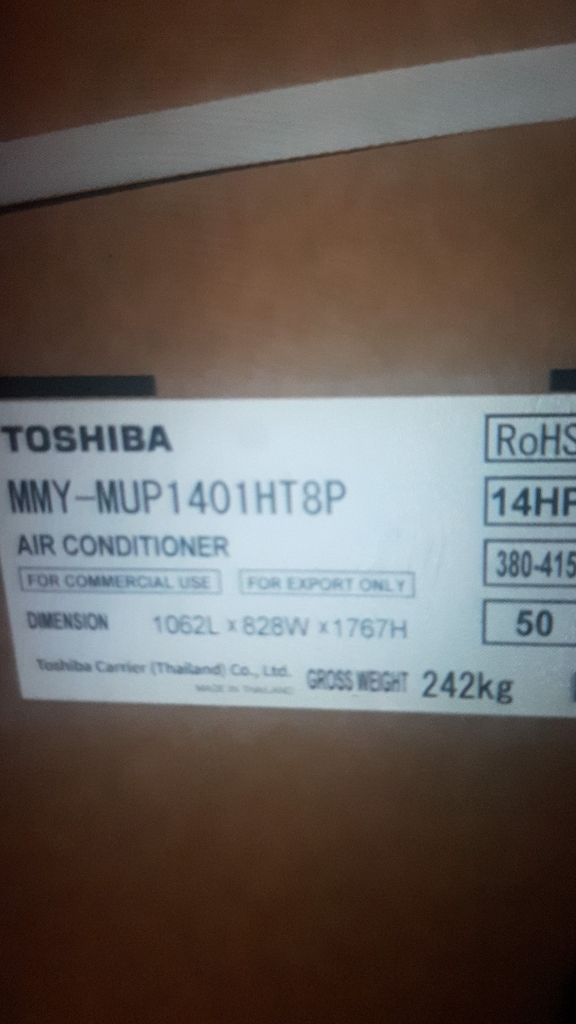 TOSHIBA
RoHS
MMY-MUP1401HT8P
14HP
AIR CONDITIONER
380-415
FOR COMMERCIAL USE FOR EXPORT ONLY
DIMENSION 1062L x 828W x 1767H
50
Toshiba Carrier (Thailand) Co., Ltd. GROSS WEIGHT 242kg
MADE IN THAILAND